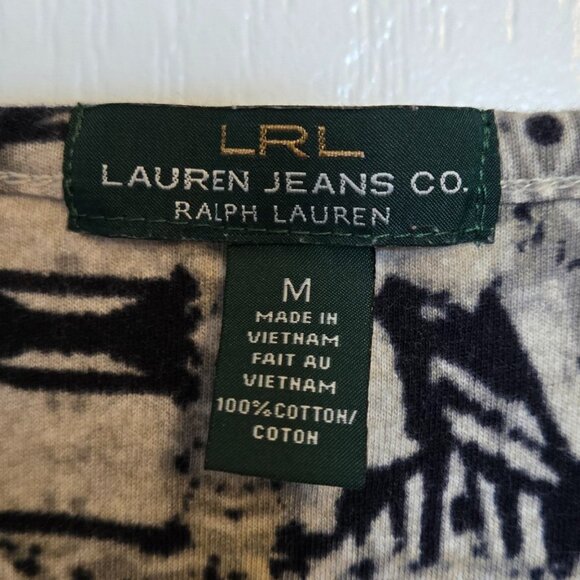 LRL
LAUREN JEANS CO.
RALPH LAUREN
M
MADE IN
VIETNAM
FAIT AU
VIETNAM
100% COTTON/
COTON